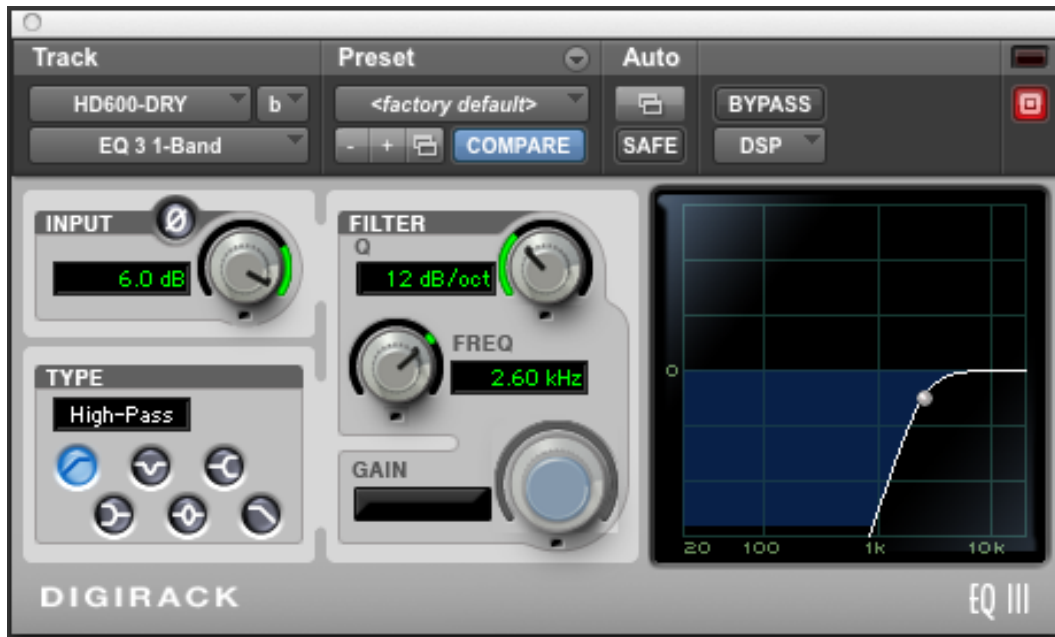 Track
Preset
Auto
HD600-DRY
b
<factory default>
BYPASS
EQ 3 1-Band
- +
COMPARE
SAFE
DSP
INPUT
Ø
6.0 dB
FILTER
Q
12 dB/oct
FREQ
2.60 kHz
TYPE
High-Pass
GAIN
0
20 100 1k 10k
DIGIRACK
EQ III